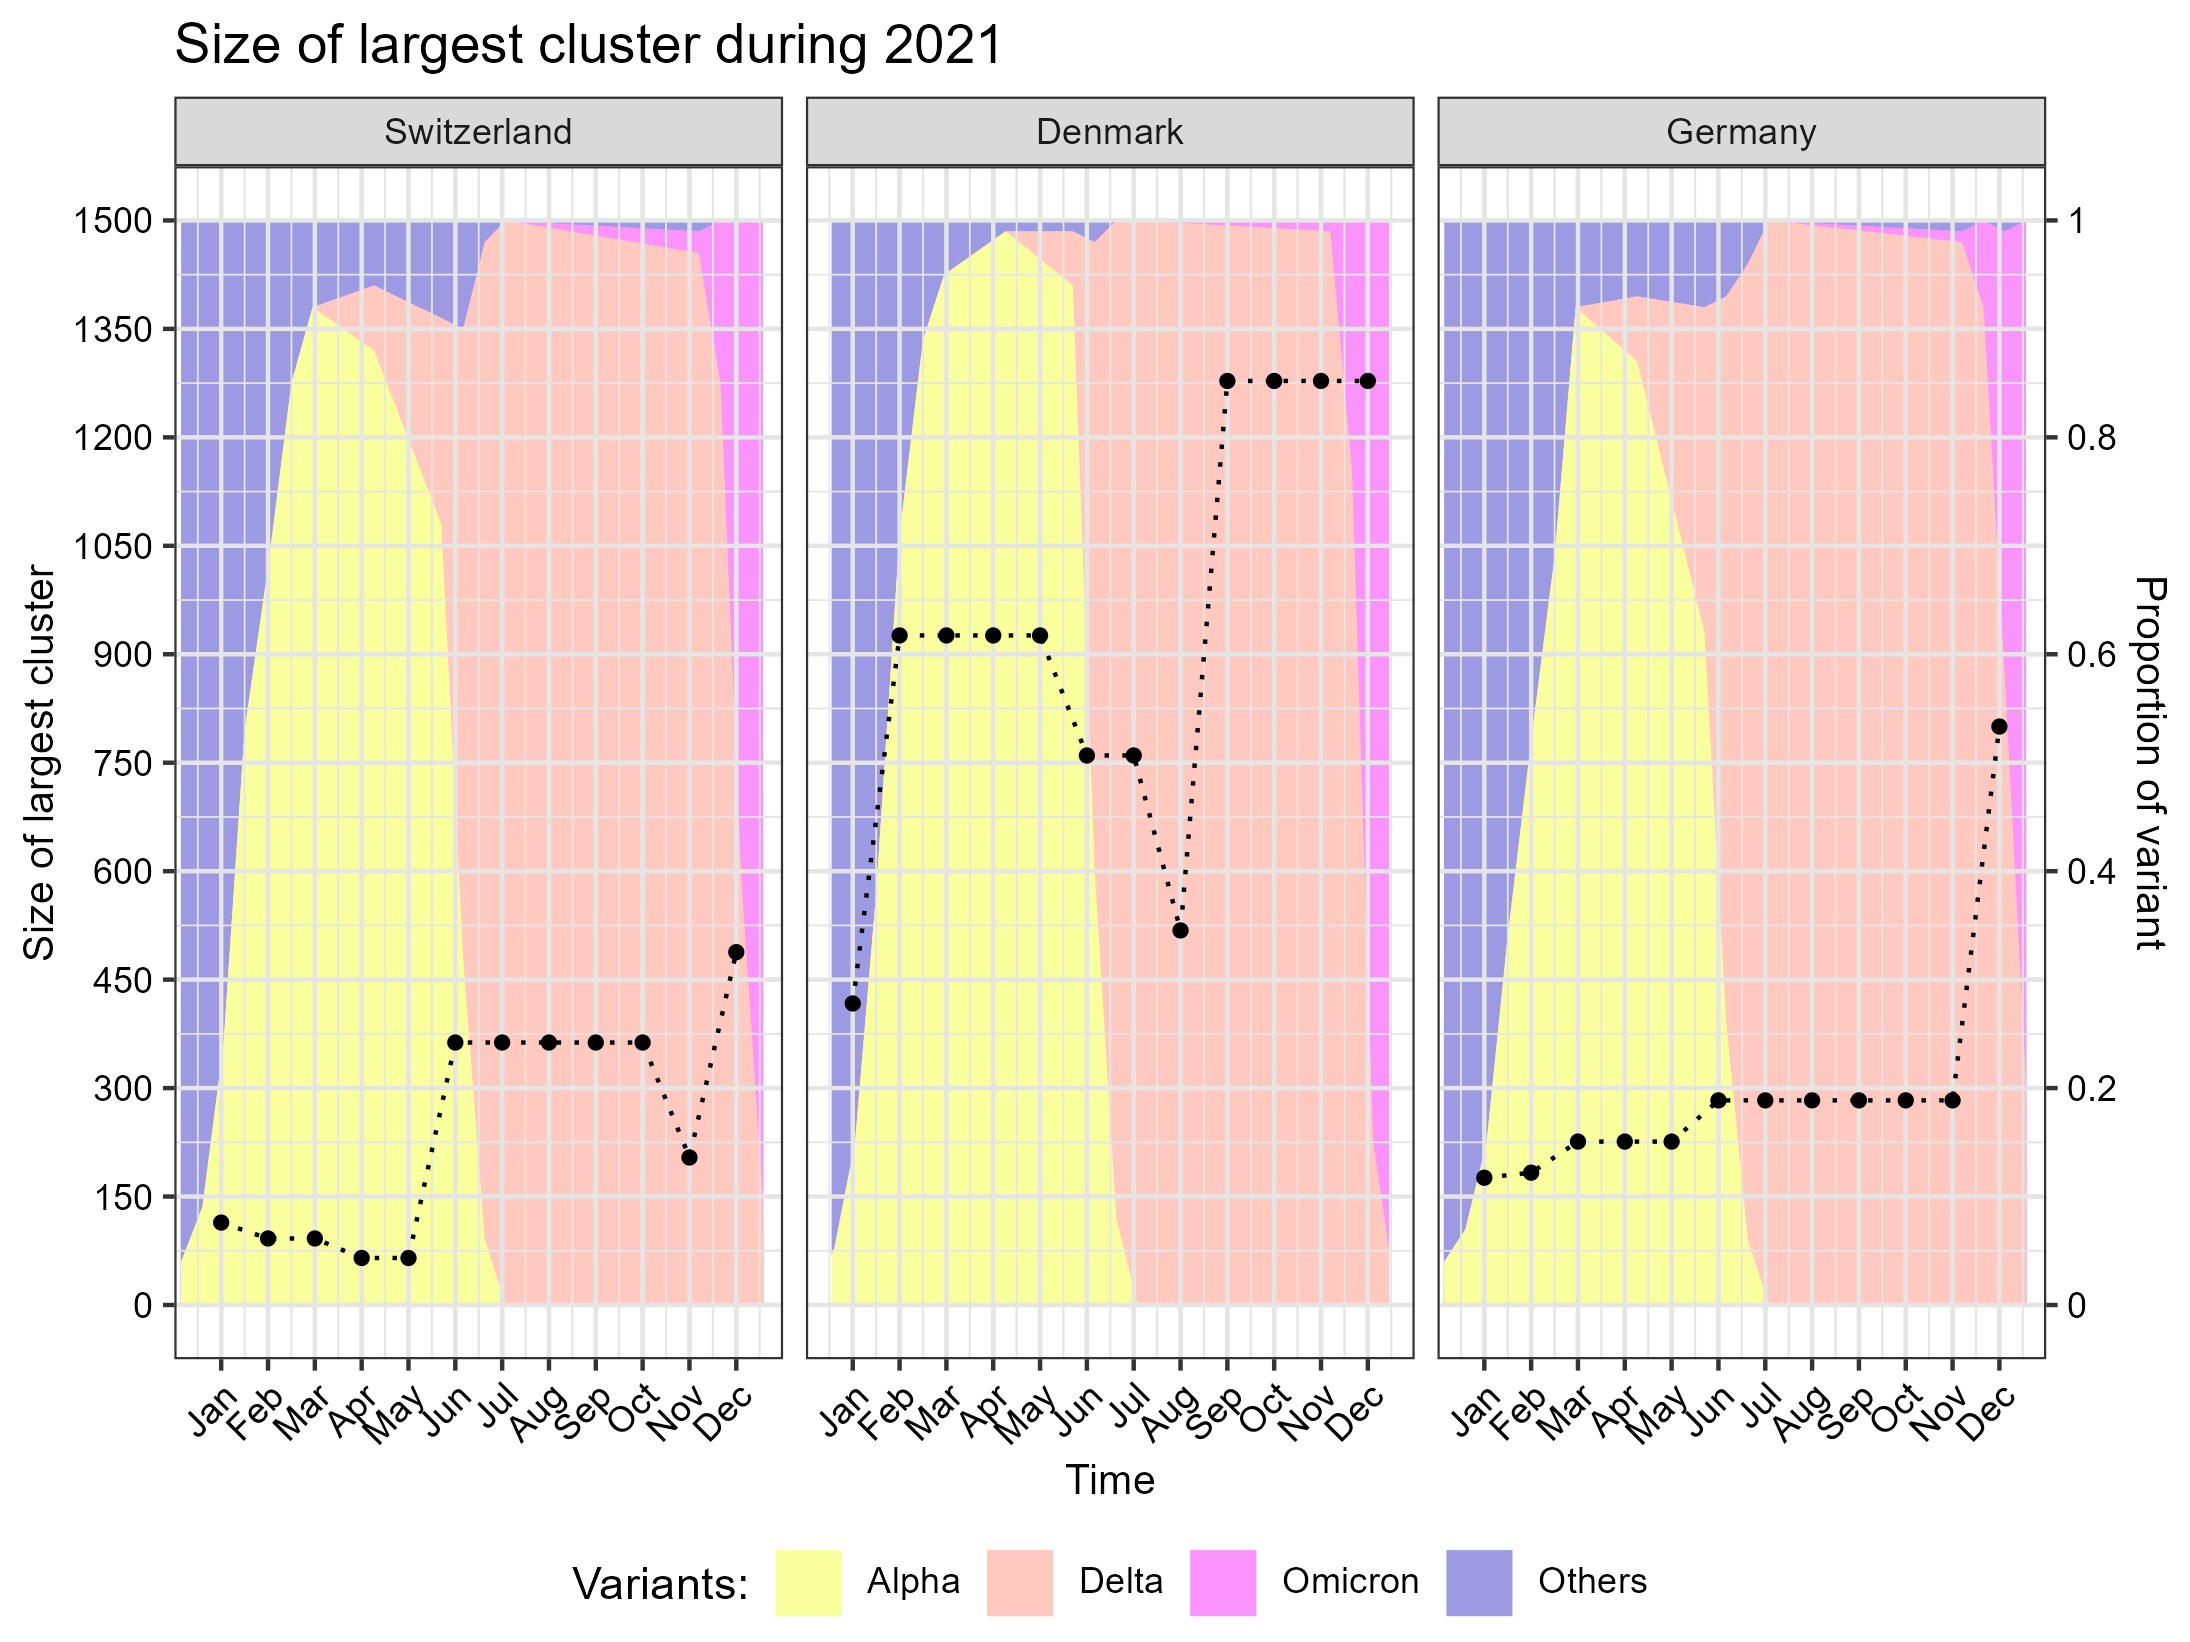 Size of largest cluster during 2021
Switzerland
Denmark
Germany
Size of largest cluster
1500
1350
1200
1050
900
750
600
450
300
150
0
1
0.8
0.6
0.4
0.2
0
Proportion of variant
Jan Feb Mar Apr May Jun Jul Aug Sep Oct Nov Dec
Jan Feb Mar Apr May Jun Jul Aug Sep Oct Nov Dec
Jan Feb Mar Apr May Jun Jul Aug Sep Oct Nov Dec
Time
Variants: Alpha Delta Omicron Others